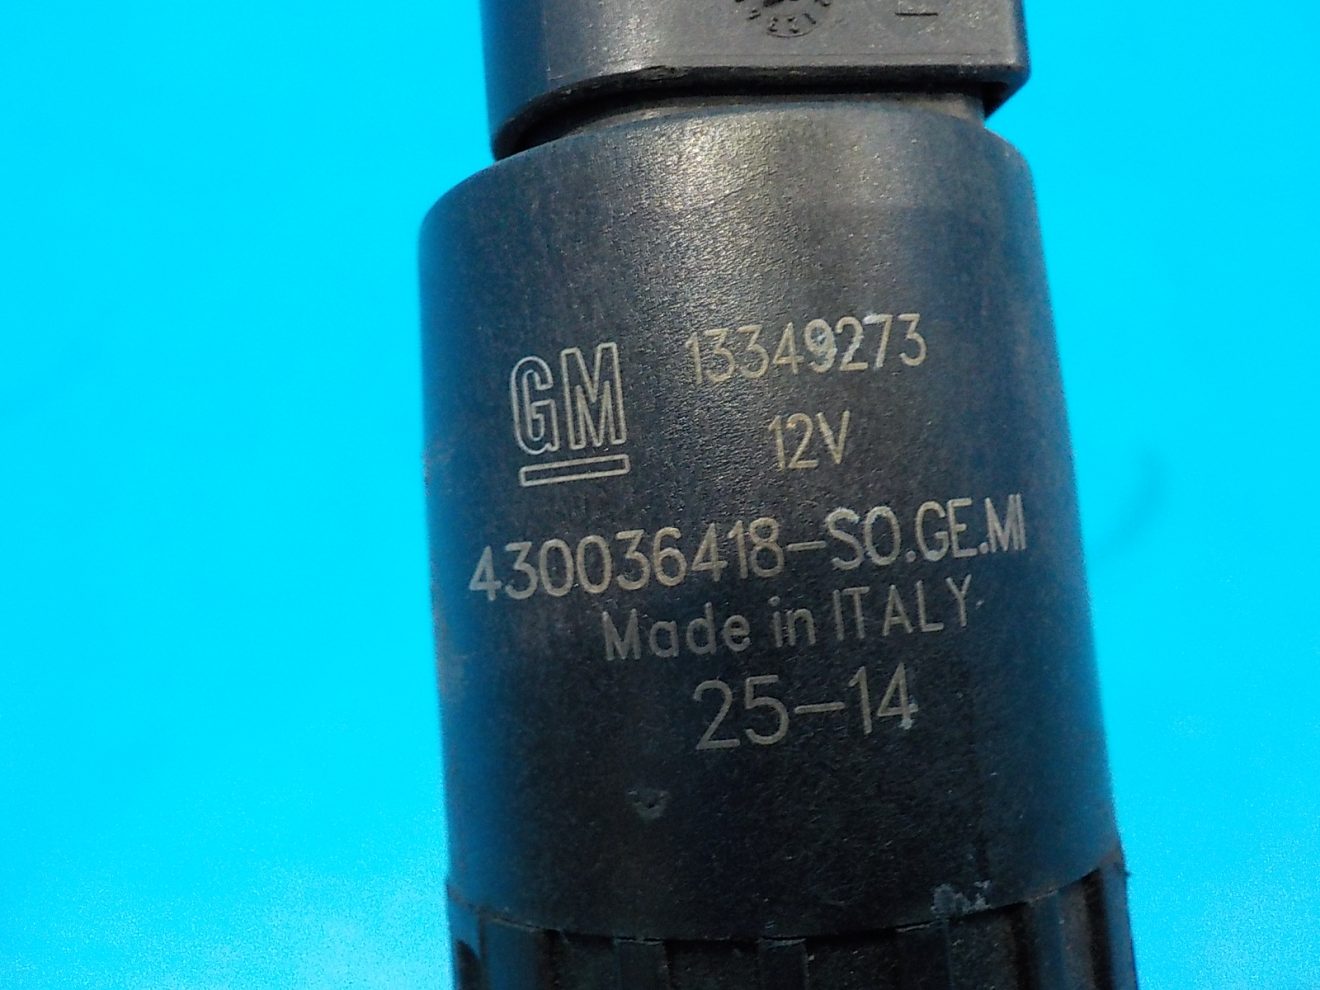 GM 13349273
12V
430036418-SO.GE.MI
Made in ITALY
25-14